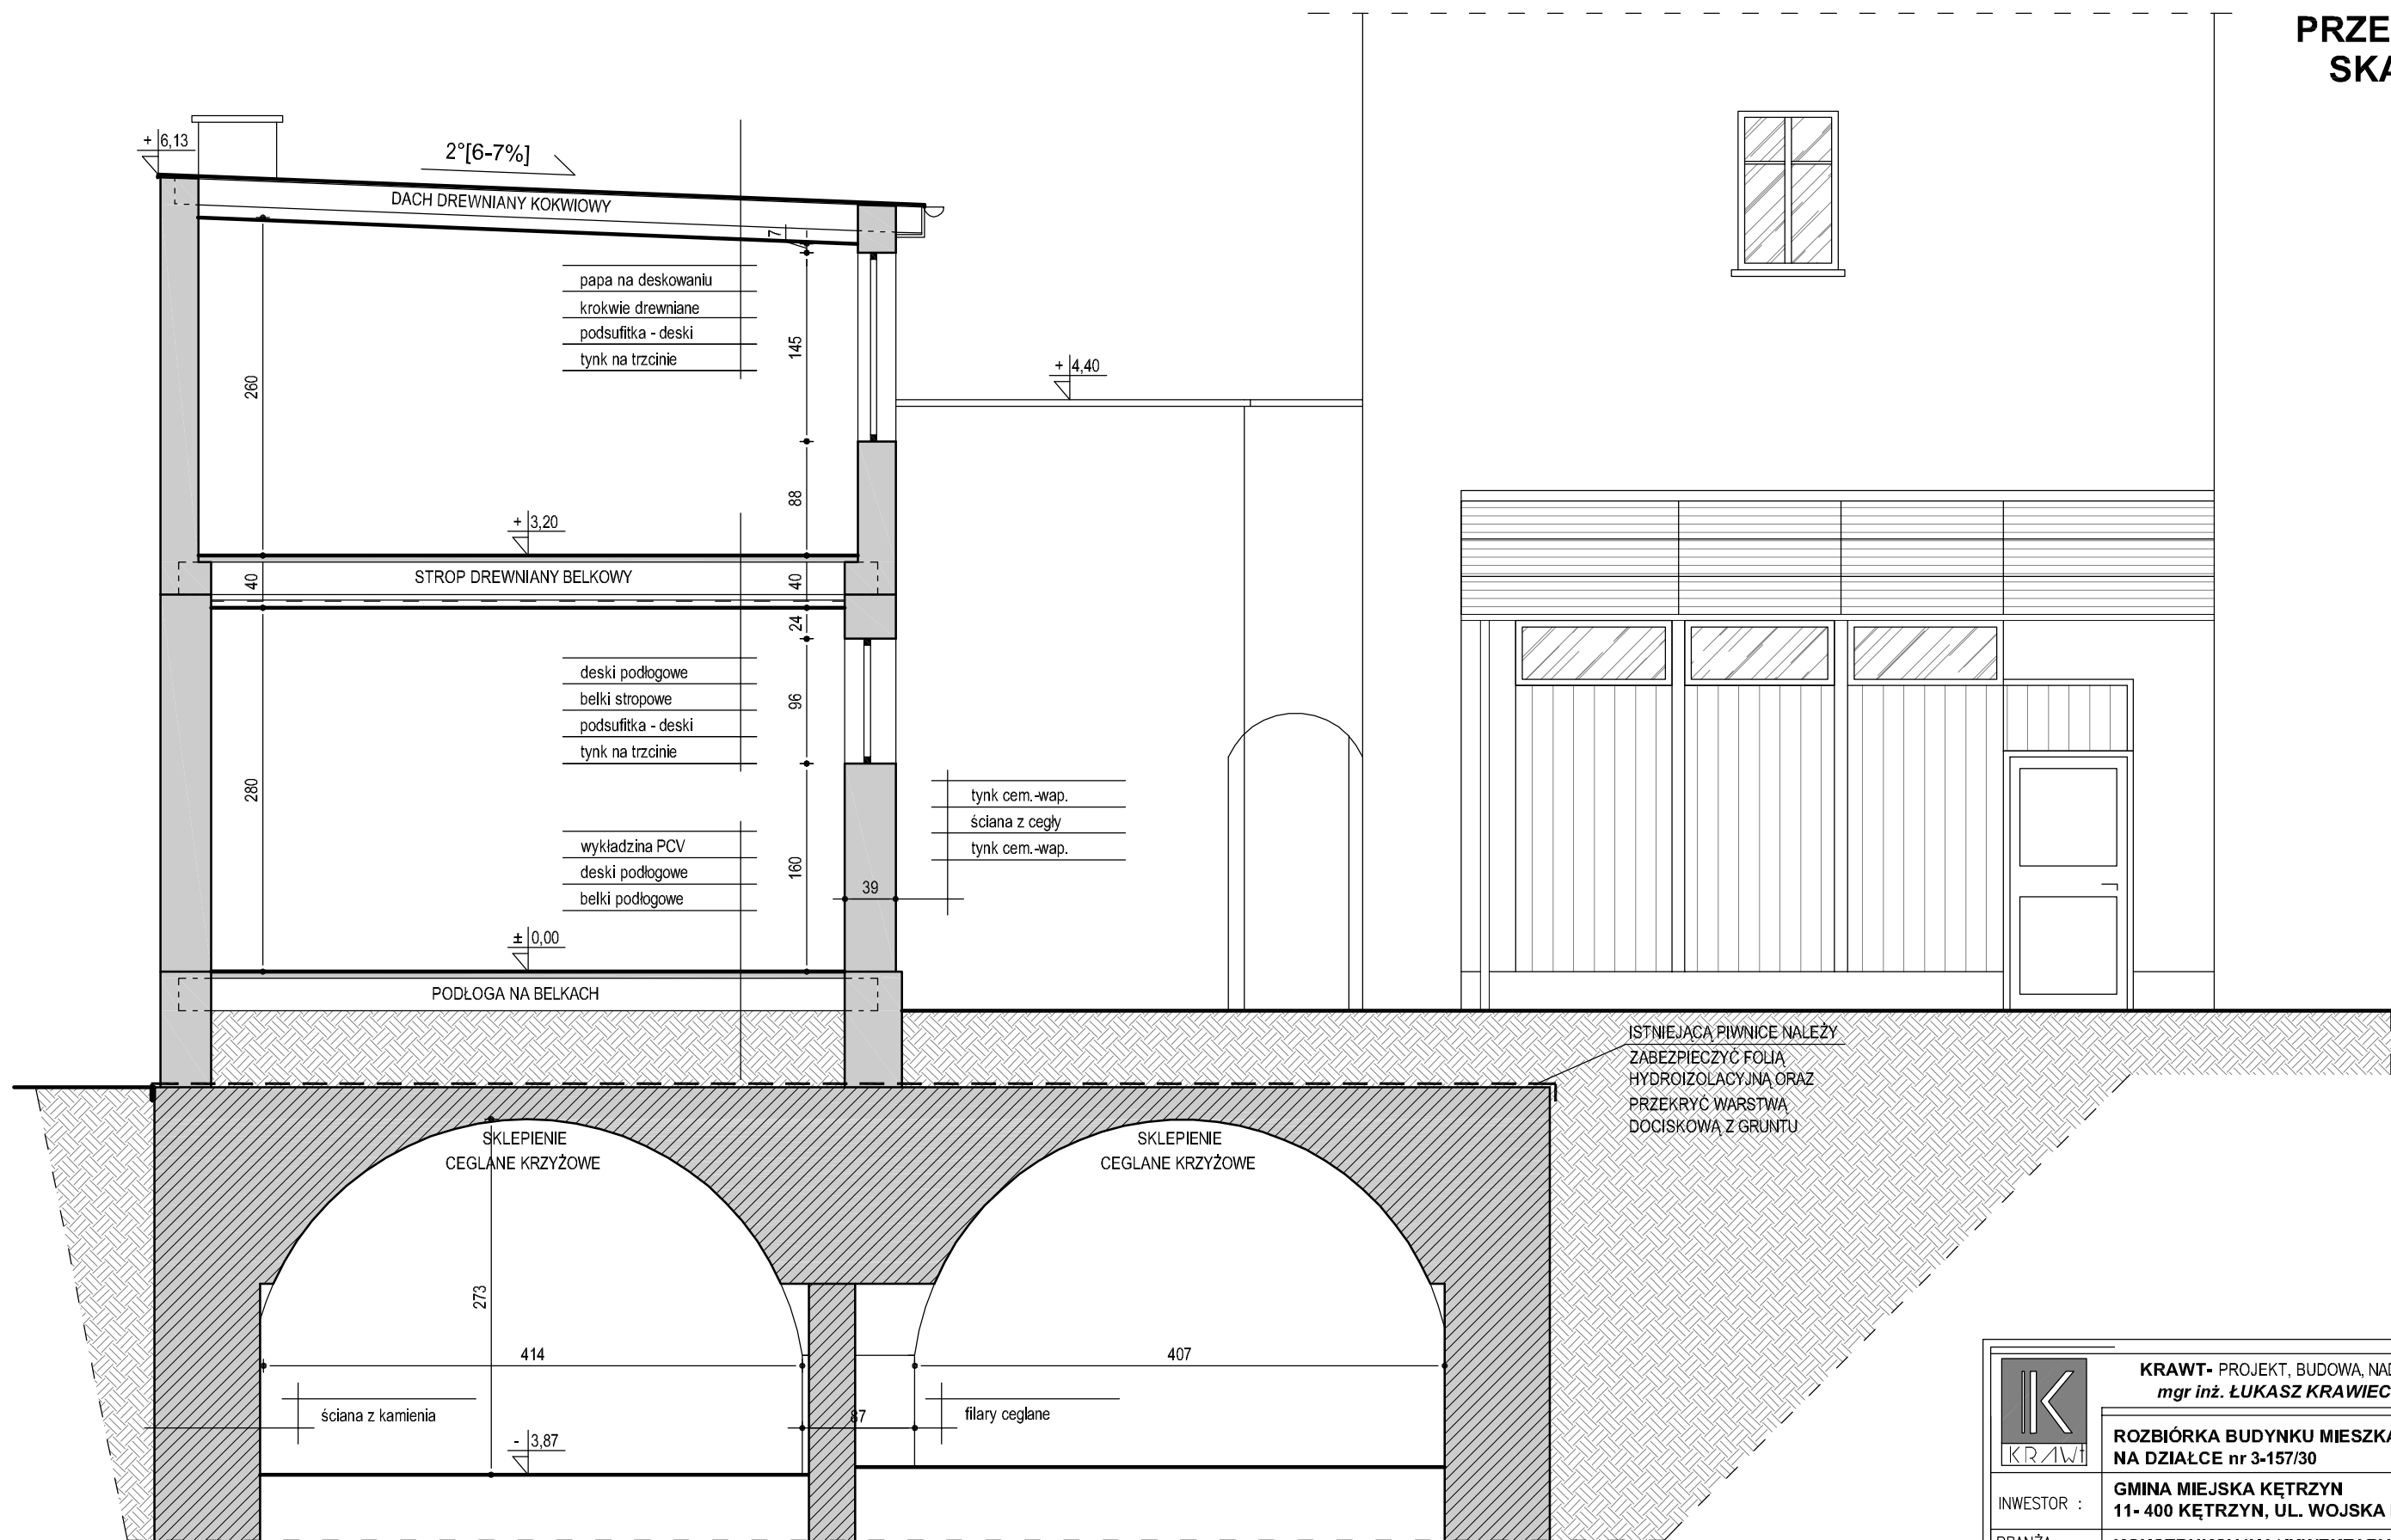 PRZE
SKA
+ 6,13
2°[6-7%]
DACH DREWNIANY KOKWIOWY
7
papa na deskowaniu
krokwie drewniane
podsufitka - deski
tynk na trzcinie
145
260
+ 4,40
88
+ 3,20
40
STROP DREWNIANY BELKOWY
40
24
deski podłogowe
belki stropowe
podsufitka - deski
tynk na trzcinie
96
280
tynk cem.-wap.
ściana z cegły
tynk cem.-wap.
wykładzina PCV
deski podłogowe
belki podłogowe
160
39
± 0,00
PODŁOGA NA BELKACH
ISTNIEJĄCĄ PIWNICE NALEŻY
ZABEZPIECZYĆ FOLIĄ
HYDROIZOLACYJNĄ ORAZ
PRZEKRYĆ WARSTWĄ
DOCISKOWĄ Z GRUNTU
SKLEPIENIE
CEGLANE KRZYŻOWE
SKLEPIENIE
CEGLANE KRZYŻOWE
273
414
407
ściana z kamienia
87
filary ceglane
- 3,87
KRAWT- PROJEKT, BUDOWA, NAD
mgr inż. ŁUKASZ KRAWIEC
KRAWt
ROZBIÓRKA BUDYNKU MIESZKA
NA DZIAŁCE nr 3-157/30
INWESTOR :
GMINA MIEJSKA KĘTRZYN
11- 400 KĘTRZYN, UL. WOJSKA